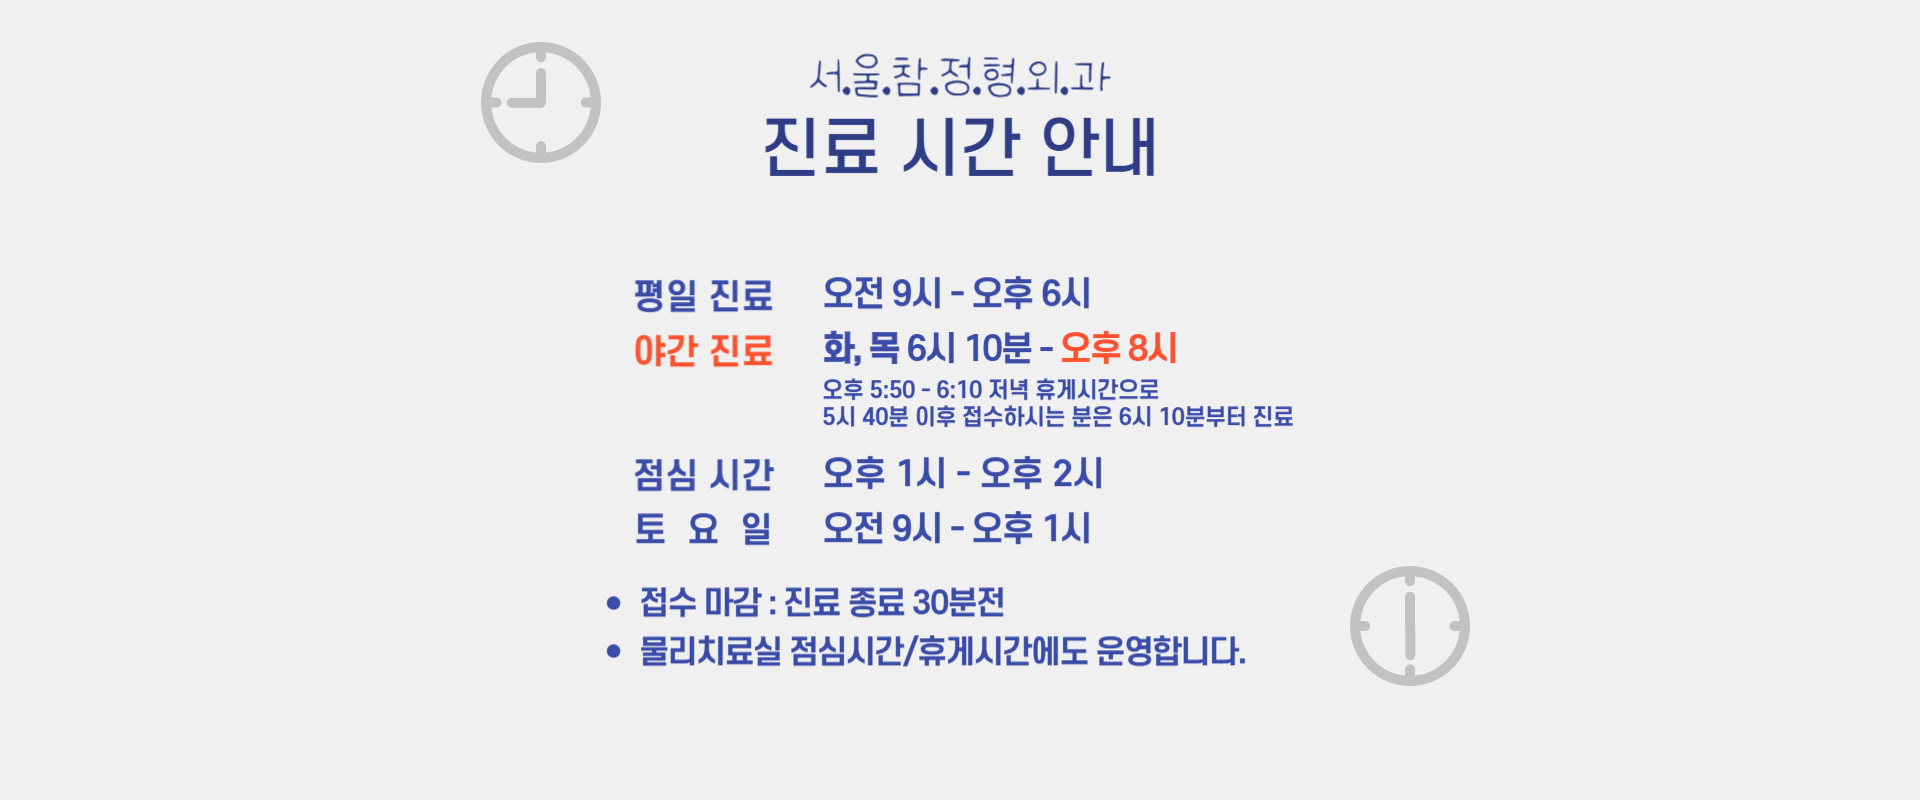 서.울.참.정.형.외.과
진료 시간 안내
평일 진료 오전 9시 - 오후 6시
야간 진료 화, 목 6시 10분 - 오후 8시
오후 5:50 - 6:10 저녁 휴게시간으로
5시 40분 이후 접수하시는 분은 6시 10분부터 진료
점심 시간 오후 1시 - 오후 2시
토 요 일 오전 9시 - 오후 1시
• 접수 마감 : 진료 종료 30분전
• 물리치료실 점심시간/휴게시간에도 운영합니다.